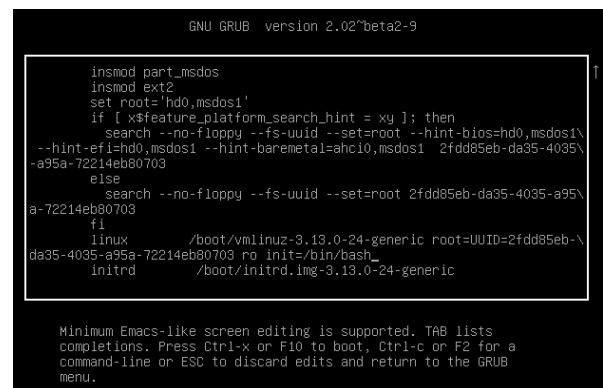 GNU GRUB  version 2.02~beta2-9
↑
insmod part_msdos
insmod ext2
set root='hd0,msdos1'
if [ x$feature_platform_search_hint = xy ]; then
search --no-floppy --fs-uuid --set=root --hint-bios=hd0,msdos1\
--hint-efi=hd0,msdos1 --hint-baremetal=ahci0,msdos1  2fdd85eb-da35-4035\
-a95a-72214eb80703
else
search --no-floppy --fs-uuid --set=root 2fdd85eb-da35-4035-a95\
a-72214eb80703
fi
linux        /boot/vmlinuz-3.13.0-24-generic root=UUID=2fdd85eb-\
da35-4035-a95a-72214eb80703 ro init=/bin/bash_
initrd        /boot/initrd.img-3.13.0-24-generic
Minimum Emacs-like screen editing is supported. TAB lists
completions. Press Ctrl-x or F10 to boot, Ctrl-c or F2 for a
command-line or ESC to discard edits and return to the GRUB
menu.